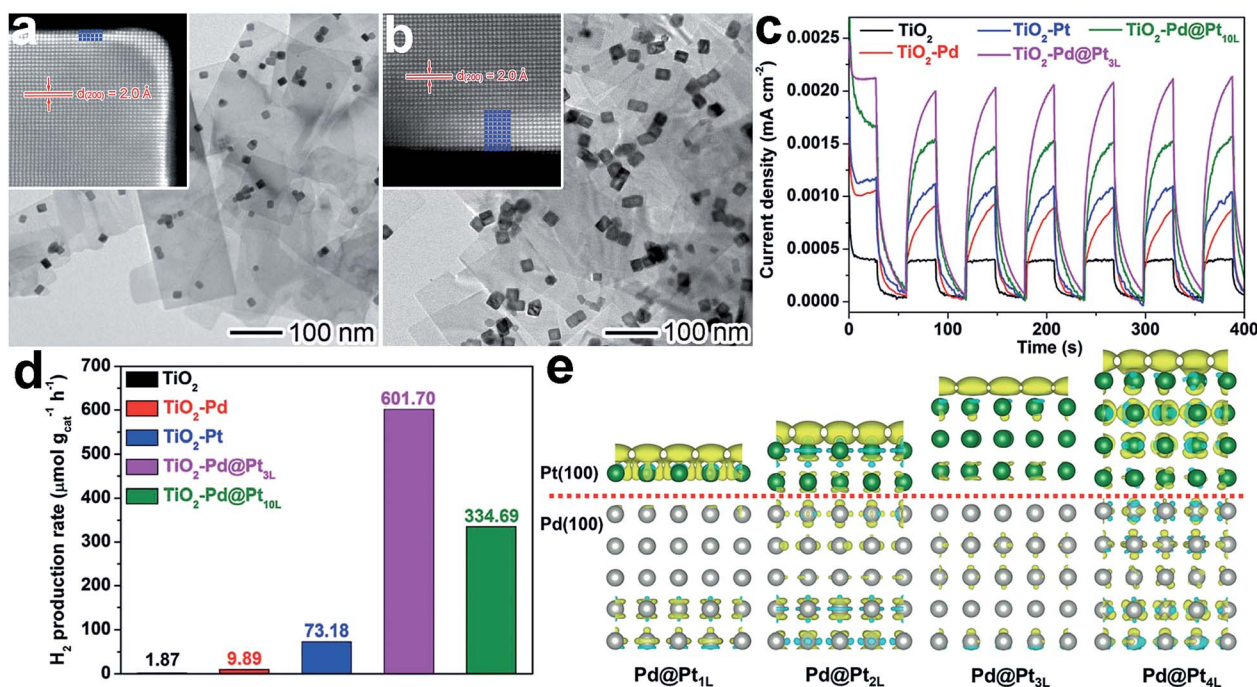 a
d(200) = 2.0 Å
100 nm
b
d(200) = 2.0 Å
100 nm
c
TiO2 TiO2-Pt TiO2-Pd@Pt10L
TiO2-Pd TiO2-Pd@Pt3L
Current density (mA cm-2)
0.0025
0.0020
0.0015
0.0010
0.0005
0.0000
0 100 200 300 400
Time (s)
d
H2 production rate (μmol gcat-1 h-1)
700
600
500
400
300
200
100
0
TiO2
TiO2-Pd
TiO2-Pt
TiO2-Pd@Pt3L
TiO2-Pd@Pt10L
1.87
9.89
73.18
601.70
334.69
e
Pt(100)
Pd(100)
Pd@Pt1L Pd@Pt2L Pd@Pt3L Pd@Pt4L